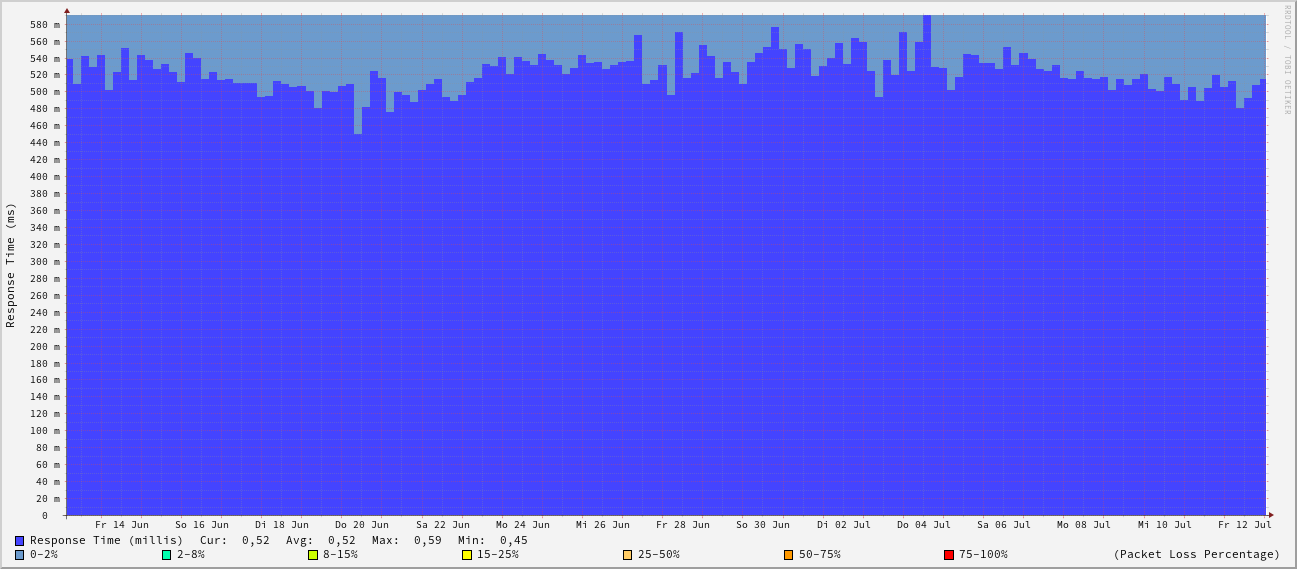 RRDTOOL / TOBI OETIKER
Response Time (ms)
580 m
560 m
540 m
520 m
500 m
480 m
460 m
440 m
420 m
400 m
380 m
360 m
340 m
320 m
300 m
280 m
260 m
240 m
220 m
200 m
180 m
160 m
140 m
120 m
100 m
80 m
60 m
40 m
20 m
0
Fr 14 Jun So 16 Jun Di 18 Jun Do 20 Jun Sa 22 Jun Mo 24 Jun Mi 26 Jun Fr 28 Jun So 30 Jun Di 02 Jul Do 04 Jul Sa 06 Jul Mo 08 Jul Mi 10 Jul Fr 12 Jul
Response Time (millis) Cur: 0,52 Avg: 0,52 Max: 0,59 Min: 0,45
0-2% 2-8% 8-15% 15-25% 25-50% 50-75% 75-100% (Packet Loss Percentage)